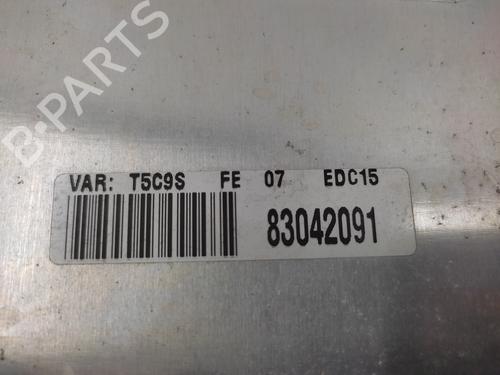 B-PARTS
VAR: T5C9S FE 07 EDC15
83042091